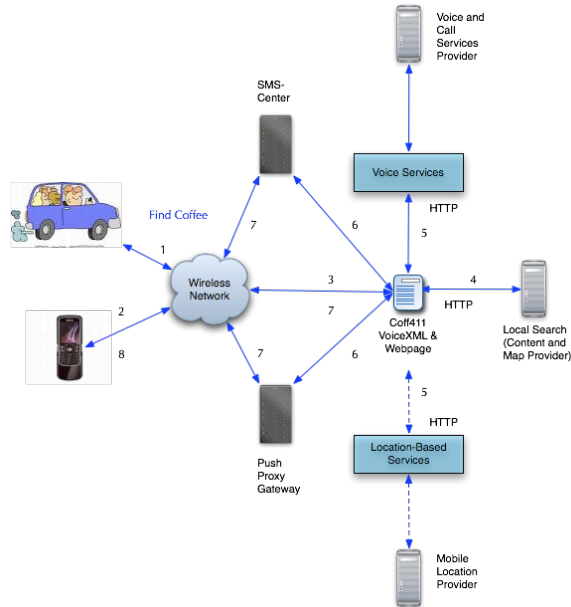 Voice and
Call
Services
Provider
SMS-
Center
Voice Services
Find Coffee
HTTP
7
6
5
1
Wireless
Network
3
4
HTTP
2
7
Coff411
VoiceXML &
Webpage
Local Search
(Content and
Map Provider)
8
7
6
5
HTTP
Location-Based
Services
Push
Proxy
Gateway
Mobile
Location
Provider